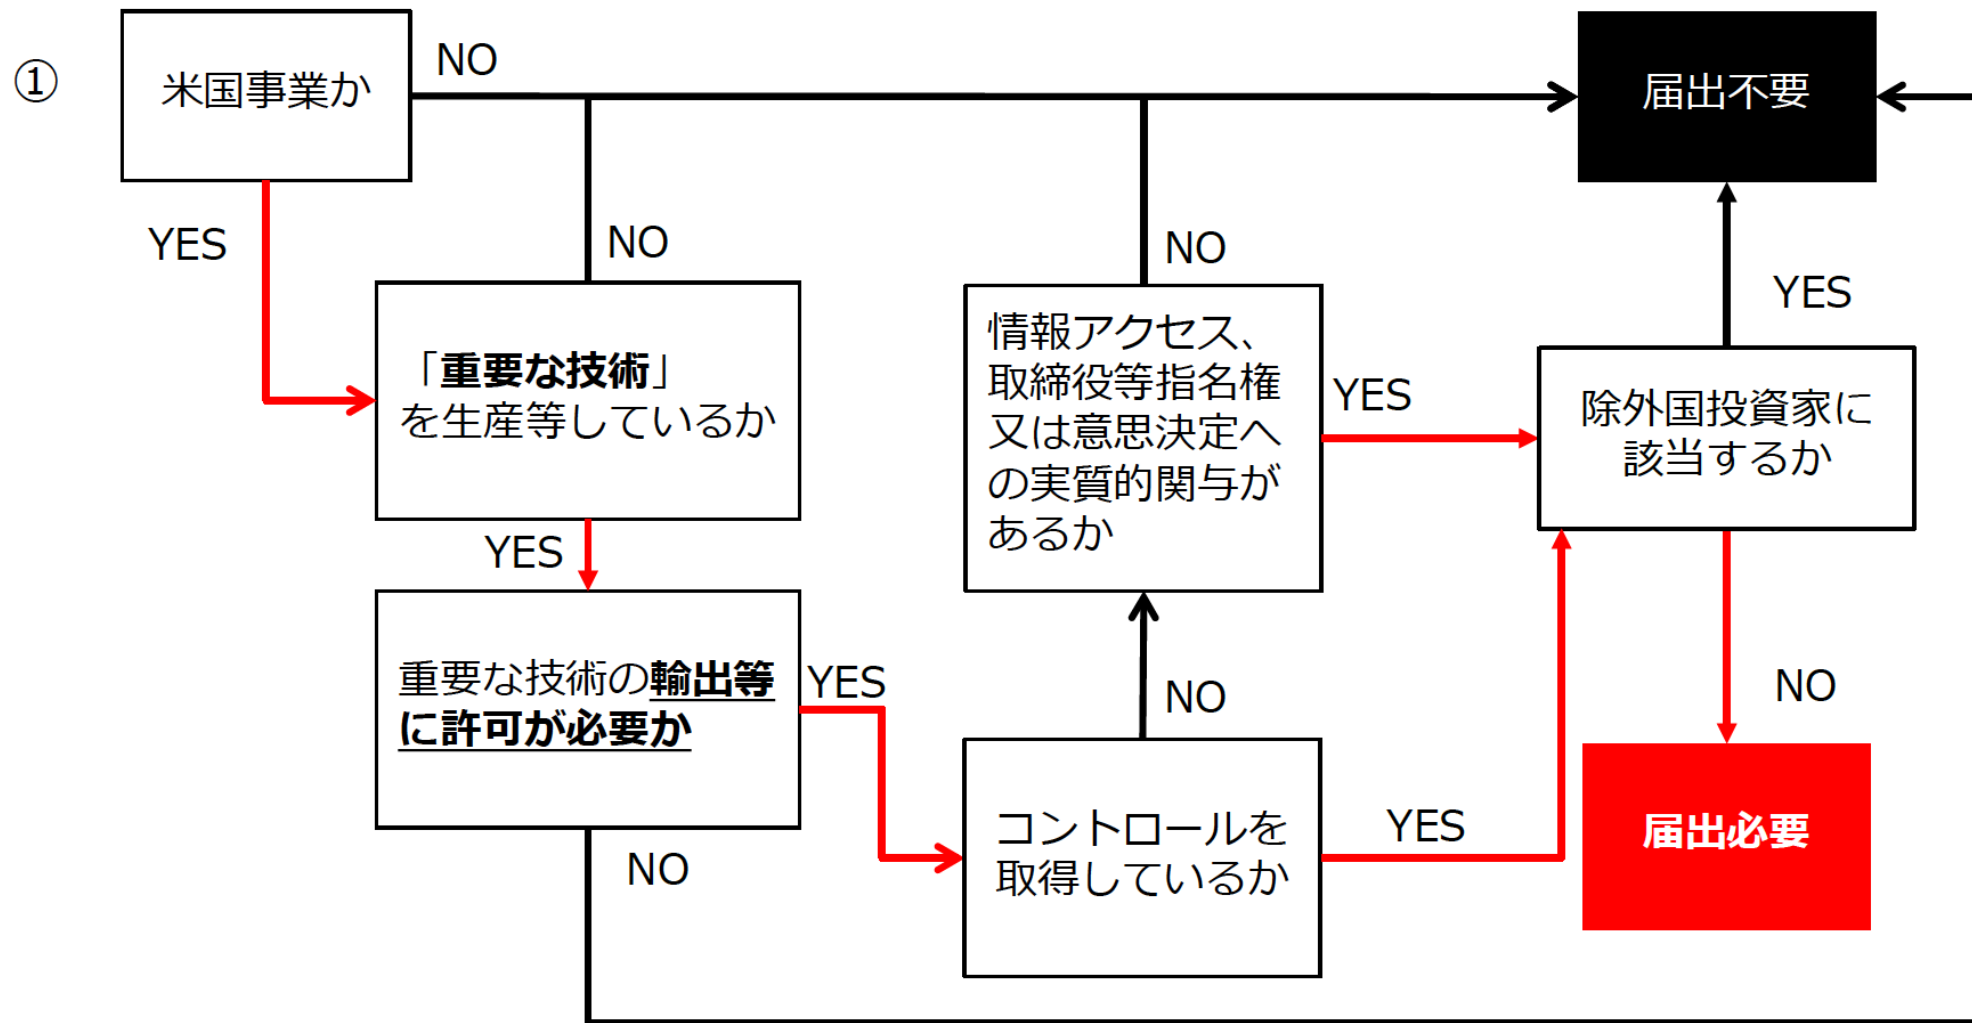 ①
米国事業か
NO
届出不要
YES
NO
NO
YES
「重要な技術」
を生産等しているか
情報アクセス、
取締役等指名権
又は意思決定へ
の実質的関与が
あるか
YES
除外国投資家に
該当するか
YES
重要な技術の輸出等
に許可が必要か
YES
NO
NO
コントロールを
取得しているか
YES
届出必要
NO